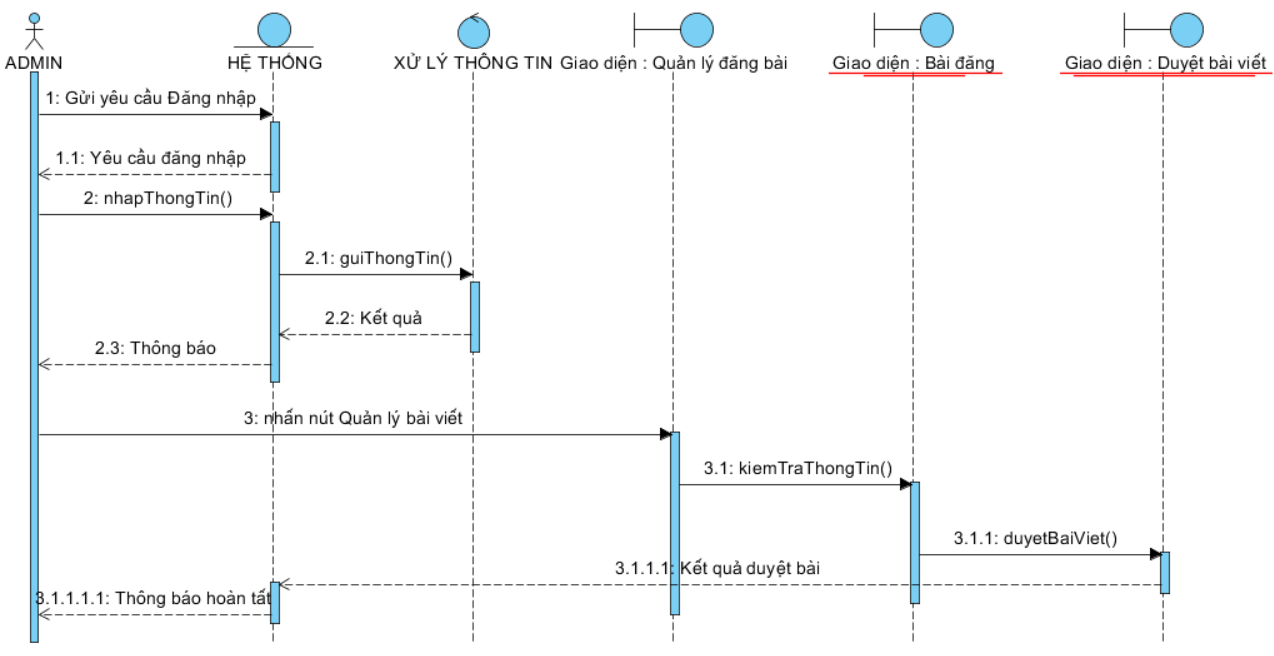 ADMIN
HỆ THỐNG
XỬ LÝ THÔNG TIN
Giao diện : Quản lý đăng bài
Giao diện : Bài đăng
Giao diện : Duyệt bài viết
1: Gửi yêu cầu Đăng nhập
1.1: Yêu cầu đăng nhập
2: nhapThongTin()
2.1: guiThongTin()
2.2: Kết quả
2.3: Thông báo
3: nhấn nút Quản lý bài viết
3.1: kiemTraThongTin()
3.1.1: duyetBaiViet()
3.1.1.1: Kết quả duyệt bài
3.1.1.1.1: Thông báo hoàn tất